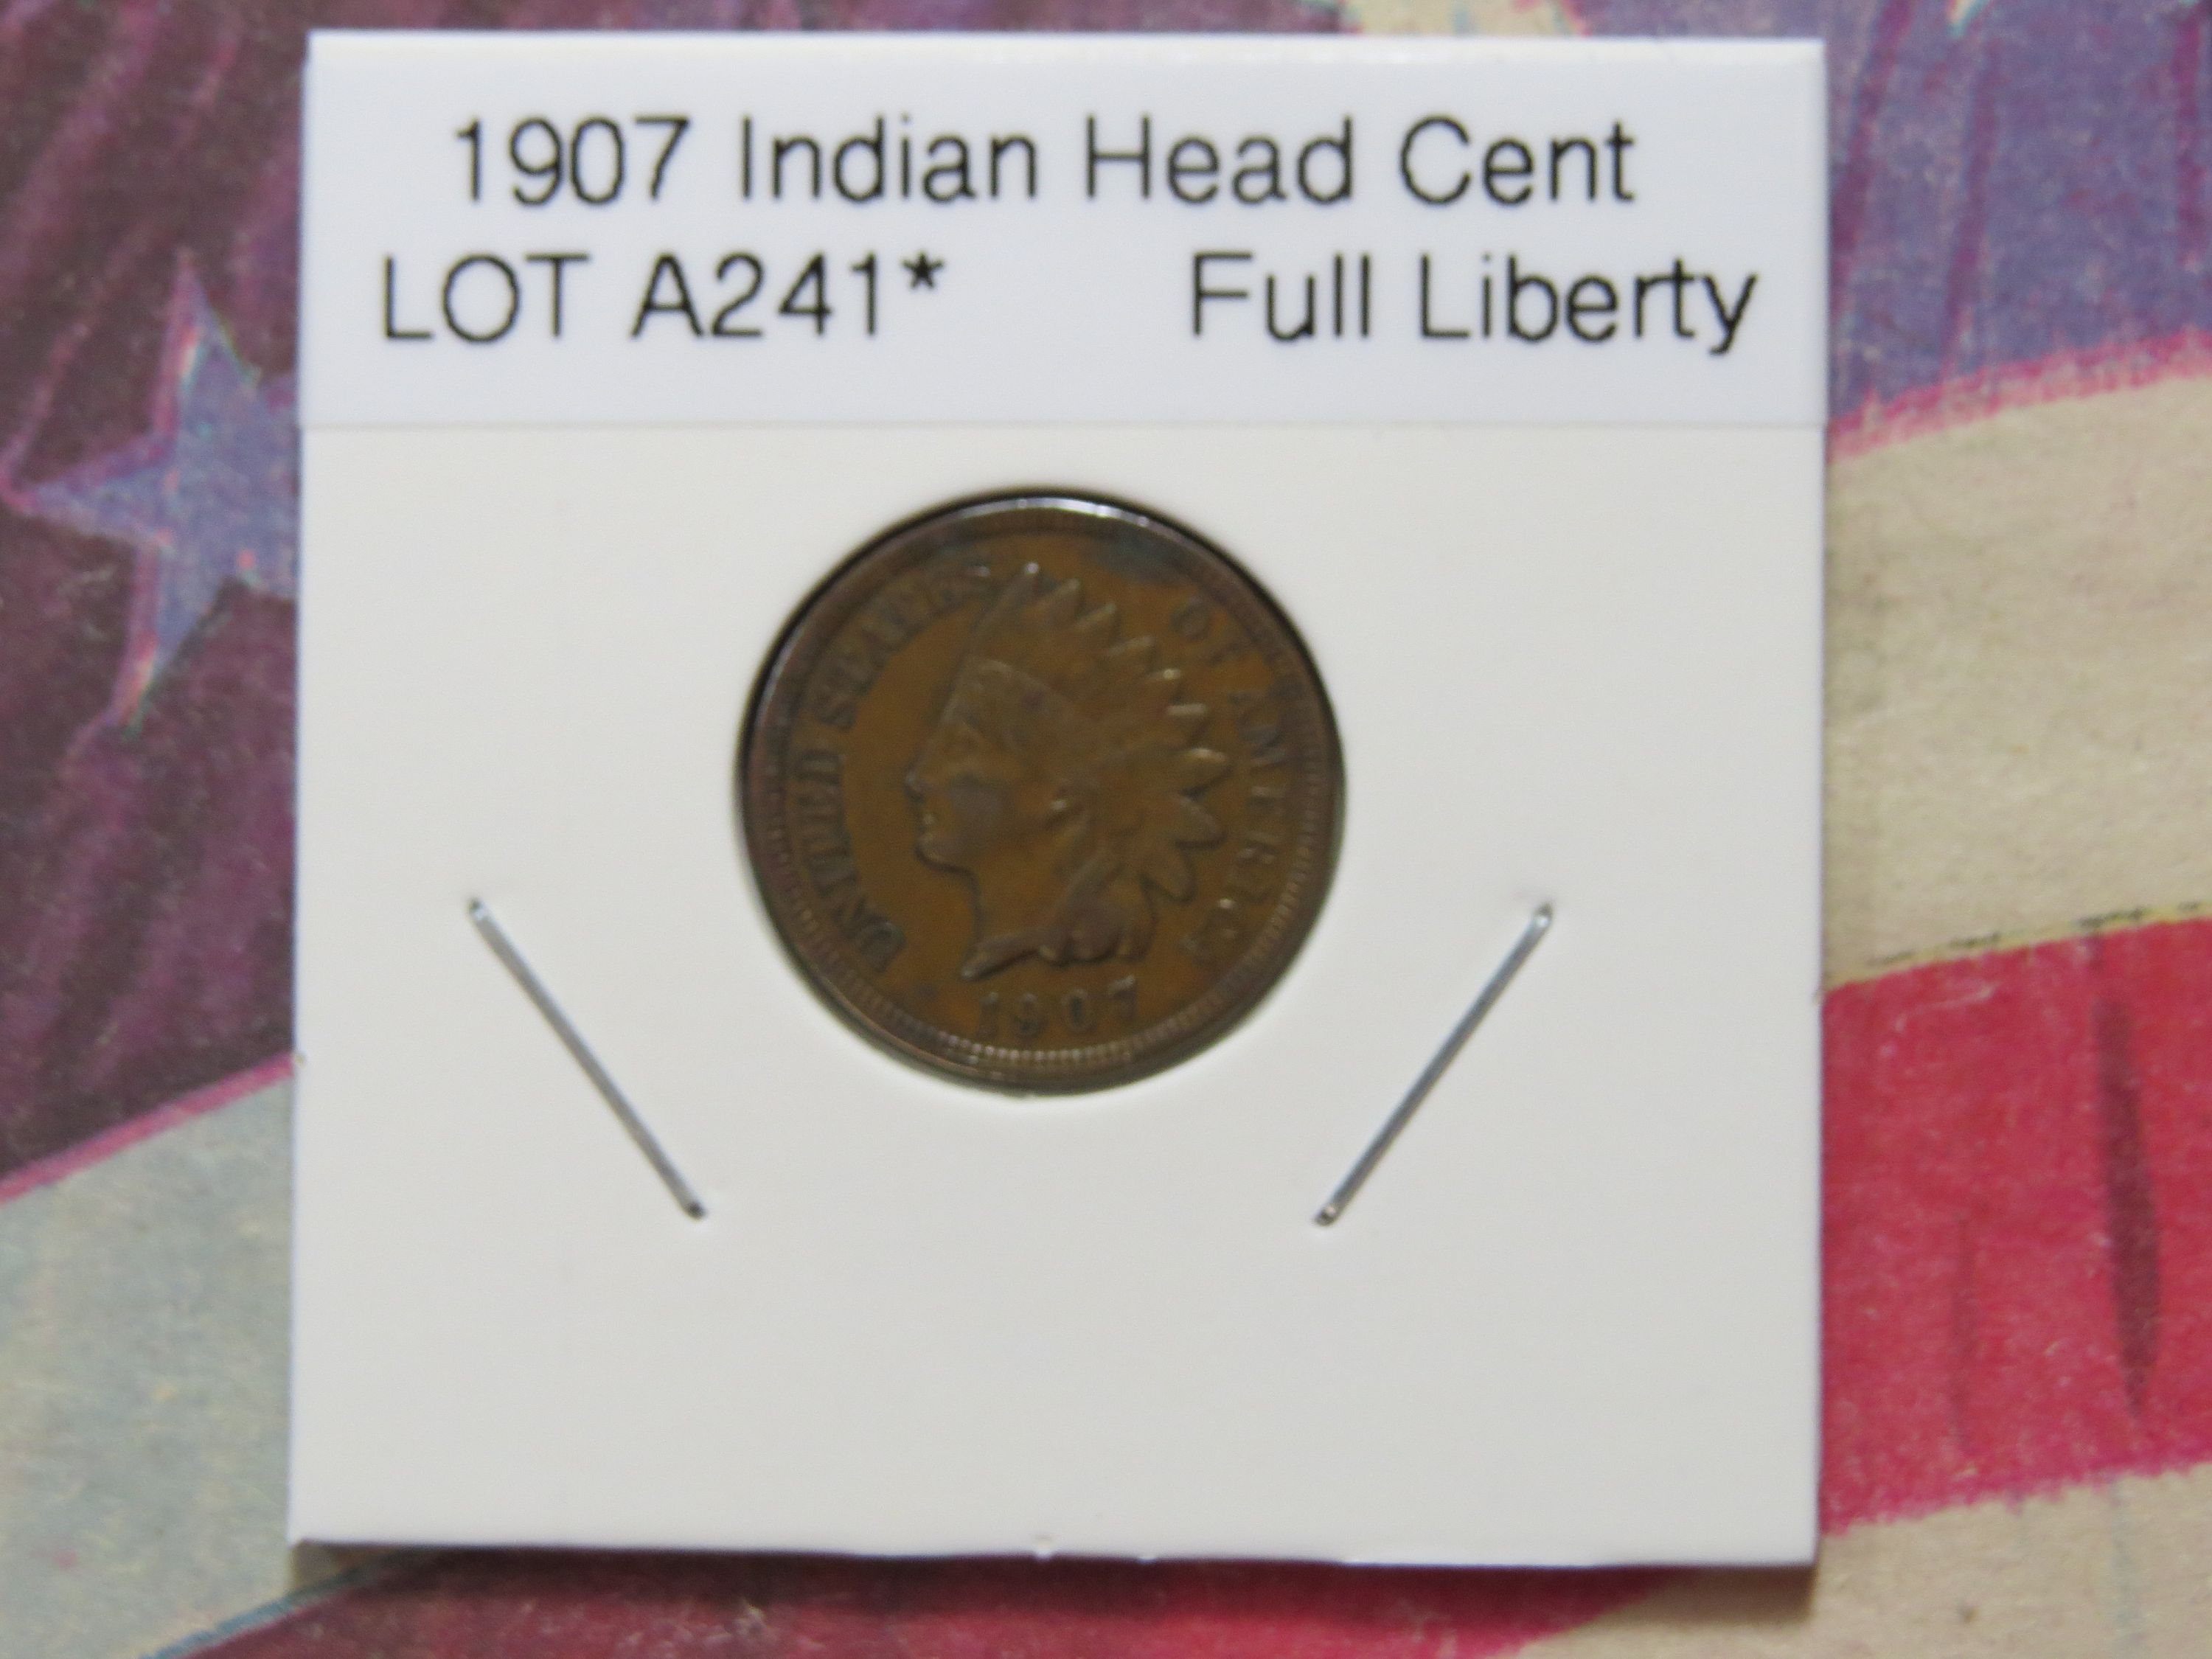 1907 Indian Head Cent
LOT A241* Full Liberty
UNITED STATES OF AMERICA
1907